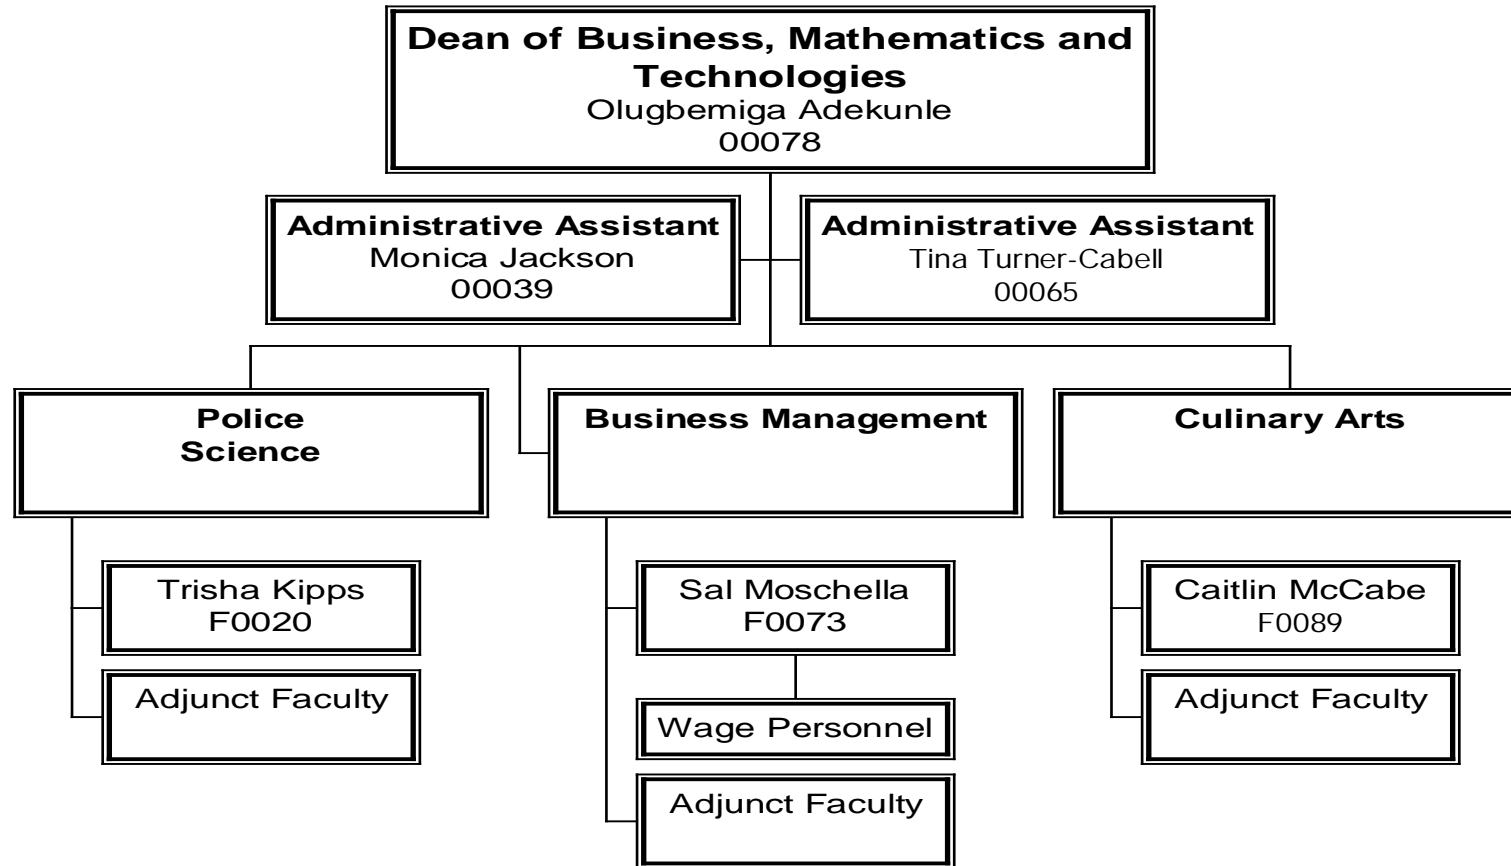 Dean of Business, Mathematics and
Technologies
Olugbemiga Adekunle
00078
Administrative Assistant
Monica Jackson
00039
Administrative Assistant
Tina Turner-Cabell
00065
Police
Science
Business Management
Culinary Arts
Trisha Kipps
F0020
Adjunct Faculty
Sal Moschella
F0073
Wage Personnel
Adjunct Faculty
Caitlin McCabe
F0089
Adjunct Faculty